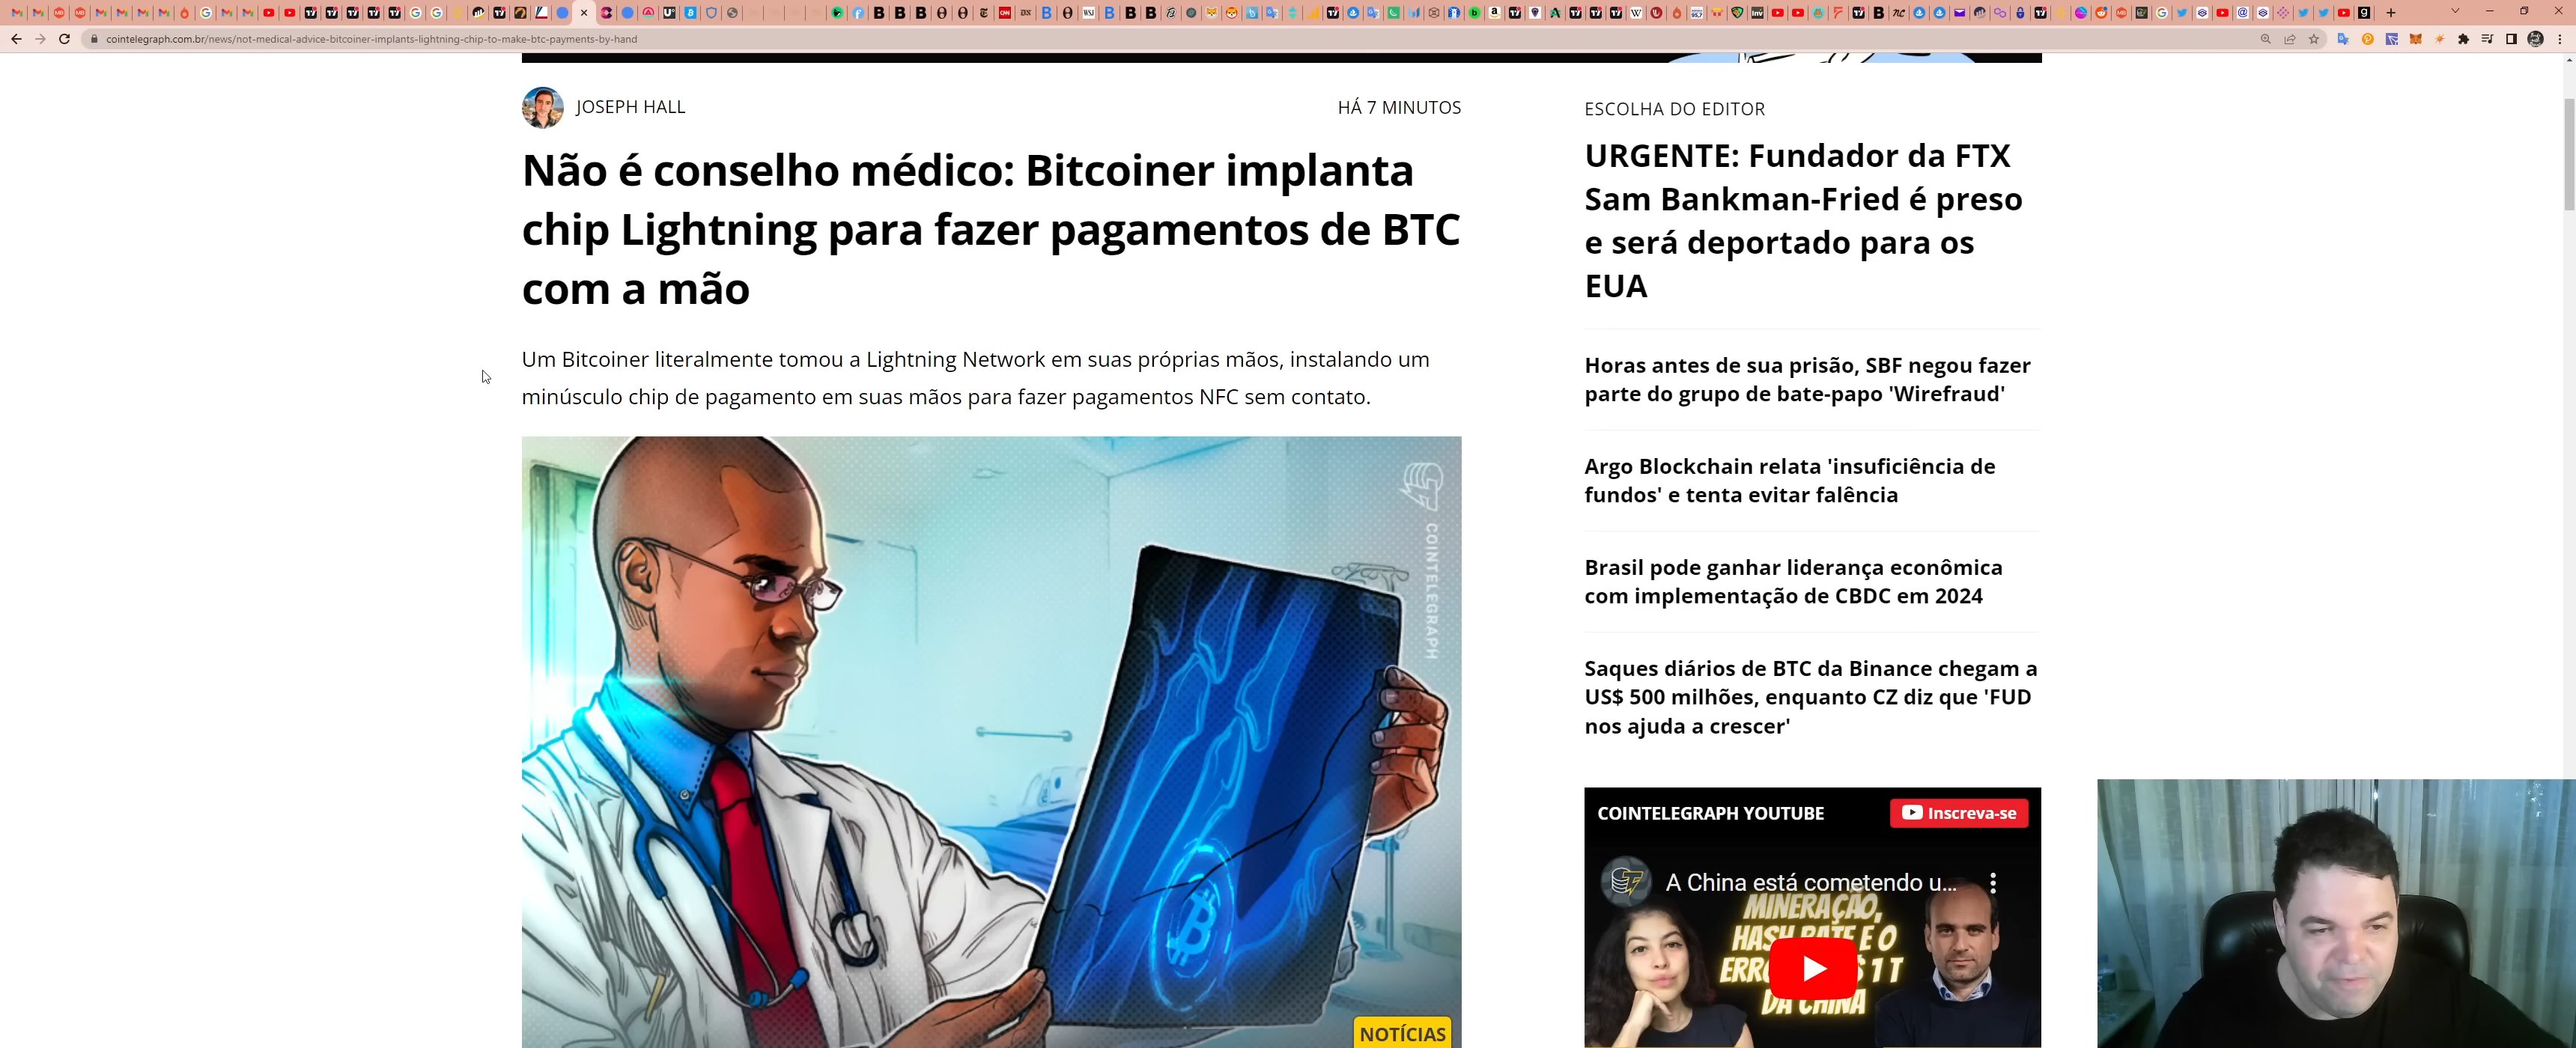 cointelegraph.com.br/news/not-medical-advice-bitcoiner-implants-lightning-chip-to-make-btc-payments-by-hand
JOSEPH HALL
HÁ 7 MINUTOS
Não é conselho médico: Bitcoiner implanta
chip Lightning para fazer pagamentos de BTC
com a mão
Um Bitcoiner literalmente tomou a Lightning Network em suas próprias mãos, instalando um
minúsculo chip de pagamento em suas mãos para fazer pagamentos NFC sem contato.
COINTELEGRAPH
NOTÍCIAS
ESCOLHA DO EDITOR
URGENTE: Fundador da FTX
Sam Bankman-Fried é preso
e será deportado para os
EUA
Horas antes de sua prisão, SBF negou fazer
parte do grupo de bate-papo 'Wirefraud'
Argo Blockchain relata 'insuficiência de
fundos' e tenta evitar falência
Brasil pode ganhar liderança econômica
com implementação de CBDC em 2024
Saques diários de BTC da Binance chegam a
US$ 500 milhões, enquanto CZ diz que 'FUD
nos ajuda a crescer'
COINTELEGRAPH YOUTUBE
Inscreva-se
A China está cometendo u...
MINERAÇÃO,
HASH RATE E O
1 T
DA CHINA